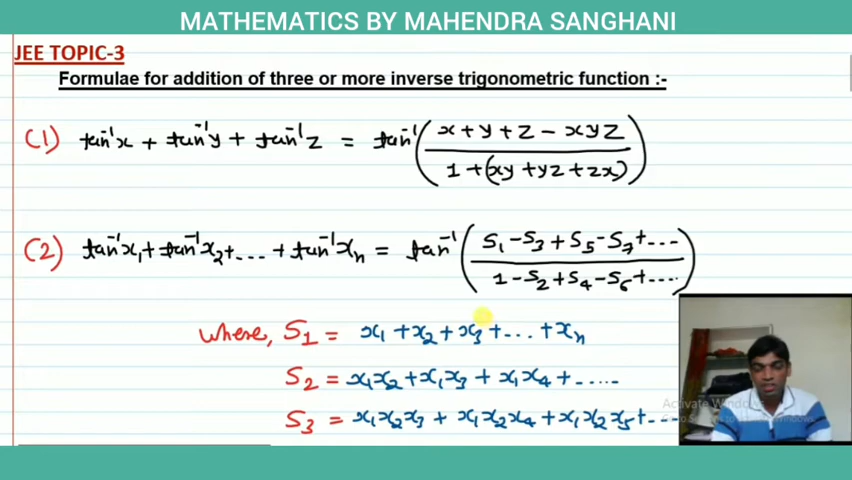 MATHEMATICS BY MAHENDRA SANGHANI
JEE TOPIC-3
Formulae for addition of three or more inverse trigonometric function :-
(1) tan⁻¹x + tan⁻¹y + tan⁻¹z = tan⁻¹((x+y+z-xyz)/(1+(xy+yz+zx)))
(2) tan⁻¹x₁+tan⁻¹x₂+... + tan⁻¹xₙ = tan⁻¹((S₁-S₃+S₅-S₇+...)/(1-S₂+S₄-S₆+....))
where, S₁ = x₁+x₂+x₃+...+xₙ
S₂ = x₁x₂+x₁x₃+x₁x₄+.....
S₃ = x₁x₂x₃+x₁x₂x₄+x₁x₂x₅+...
Activate Windows